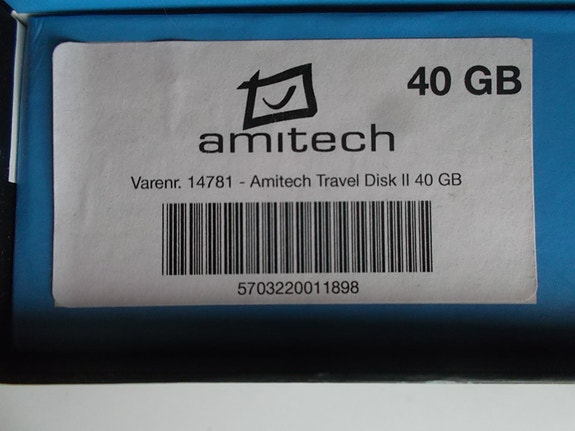 40 GB
amitech
Varenr. 14781 - Amitech Travel Disk II 40 GB
5703220011898